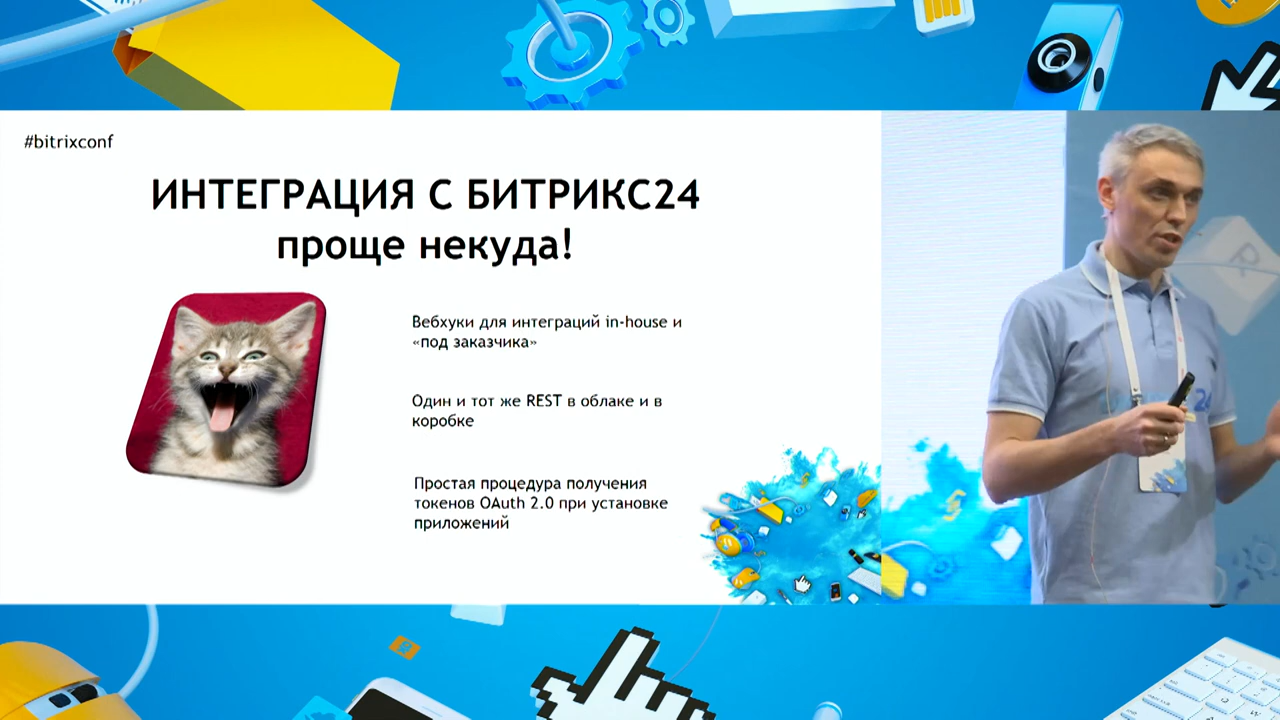 #bitrixconf
ИНТЕГРАЦИЯ С БИТРИКС24
проще некуда!
Вебхуки для интеграций in-house и
«под заказчика»
Один и тот же REST в облаке и в
коробке
Простая процедура получения
токенов OAuth 2.0 при установке
приложений
R
24